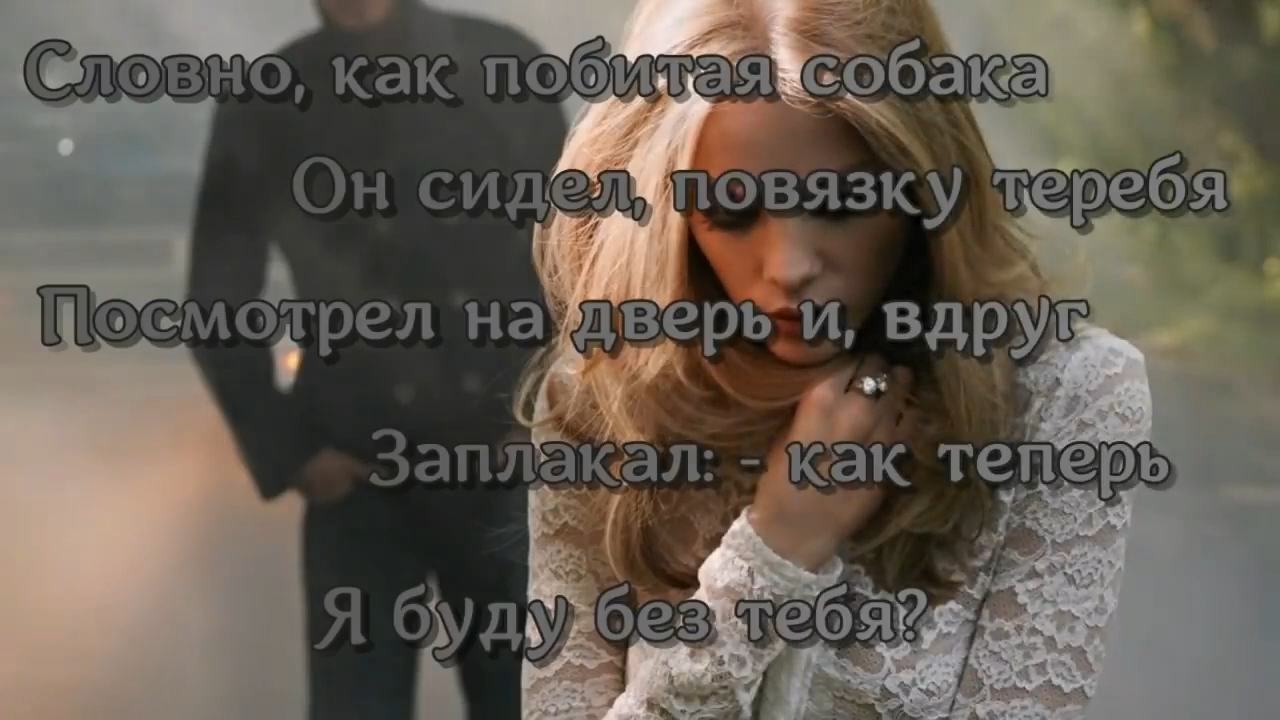 Словно, как побитая собака
Он сидел, повязку теребя
Посмотрел на дверь и, вдруг
Заплакал: - как теперь
Я буду без тебя?